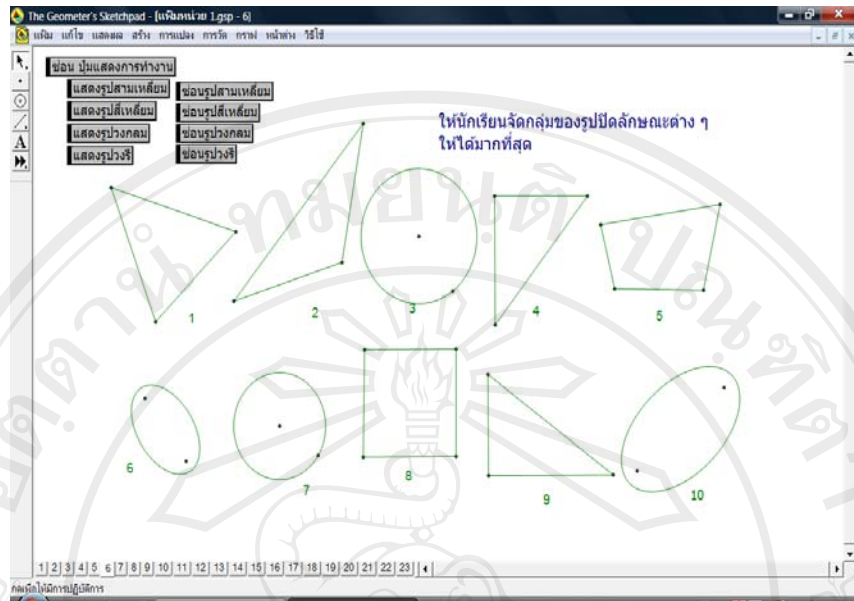 The Geometer's Sketchpad - [แฟ้มหน่วย 1.gsp - 6]
แฟ้ม แก้ไข แสดงผล สร้าง การแปลง การวัด กราฟ หน้าต่าง วิธีใช้
ซ่อน ปุ่มแสดงการทำงาน
แสดงรูปสามเหลี่ยม ซ่อนรูปสามเหลี่ยม
แสดงรูปสี่เหลี่ยม ซ่อนรูปสี่เหลี่ยม
แสดงรูปวงกลม ซ่อนรูปวงกลม
แสดงรูปวงรี ซ่อนรูปวงรี
ให้นักเรียนจัดกลุ่มของรูปปิดลักษณะต่าง ๆ
ให้ได้มากที่สุด
A
1 2 3 4 5
6 7 8 9 10
1 2 3 4 5 6 7 8 9 10 11 12 13 14 15 16 17 18 19 20 21 22 23